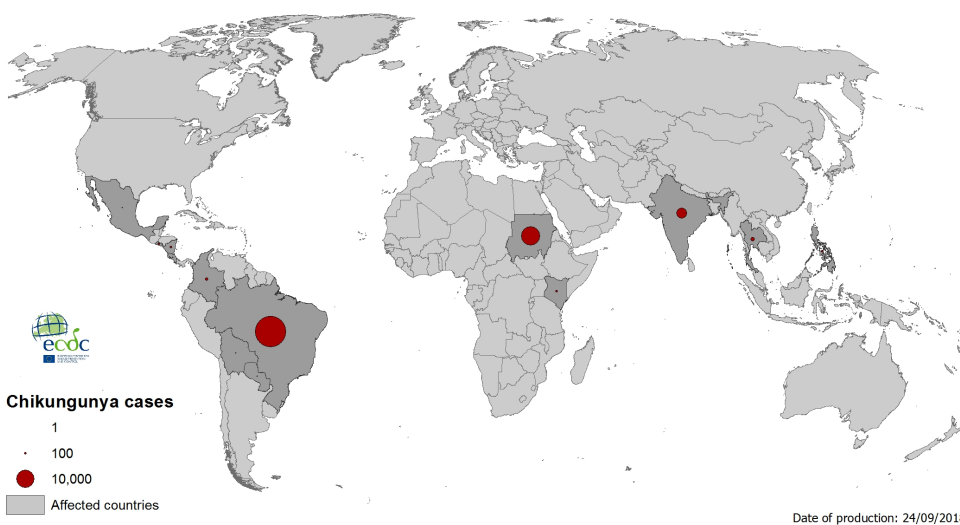 ecdc
Chikungunya cases
1
100
10,000
Affected countries
Date of production: 24/09/201